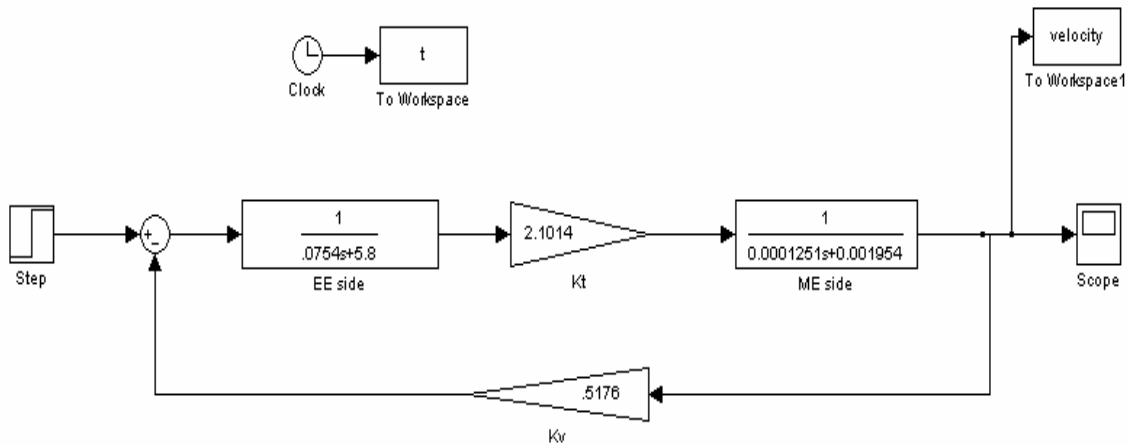 velocity
t
Clock
To Workspace
To Workspace1
Step
+
-
1
.0754s+5.8
EE side
2.1014
Kt
1
0.0001251s+0.001954
ME side
Scope
.5176
Kv